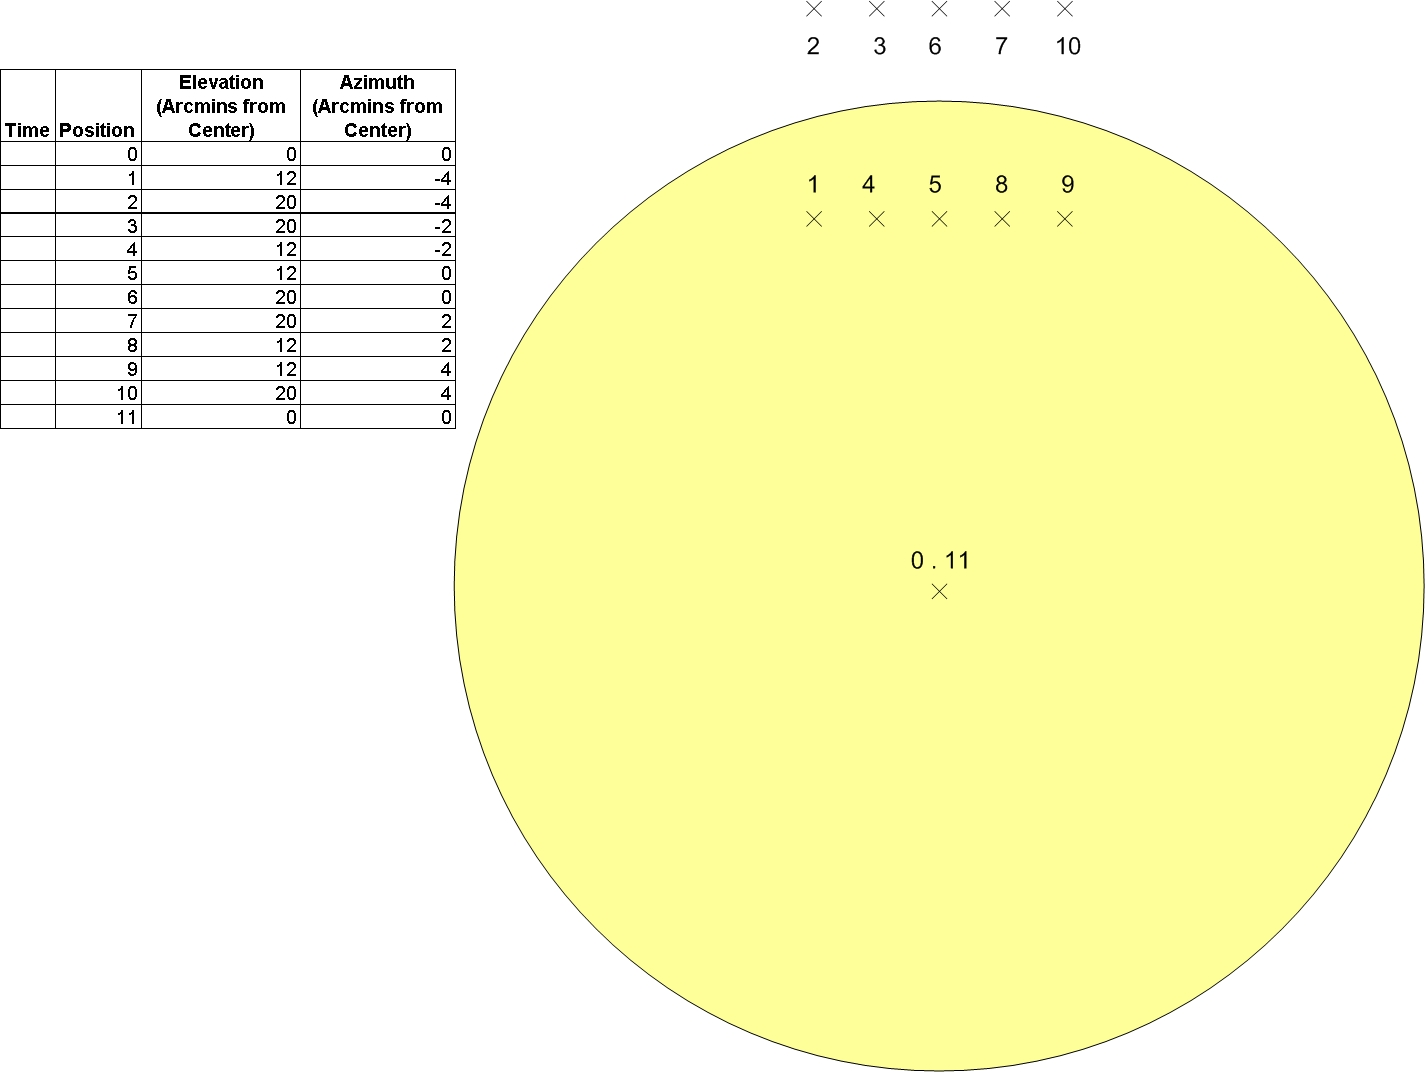 2 3 6 7 10
Elevation Azimuth
(Arcmins from (Arcmins from
Time Position Center) Center)
0 0 0
1 12 -4
2 20 -4
3 20 -2
4 12 -2
5 12 0
6 20 0
7 20 2
8 12 2
9 12 4
10 20 4
11 0 0
1 4 5 8 9
0 . 11